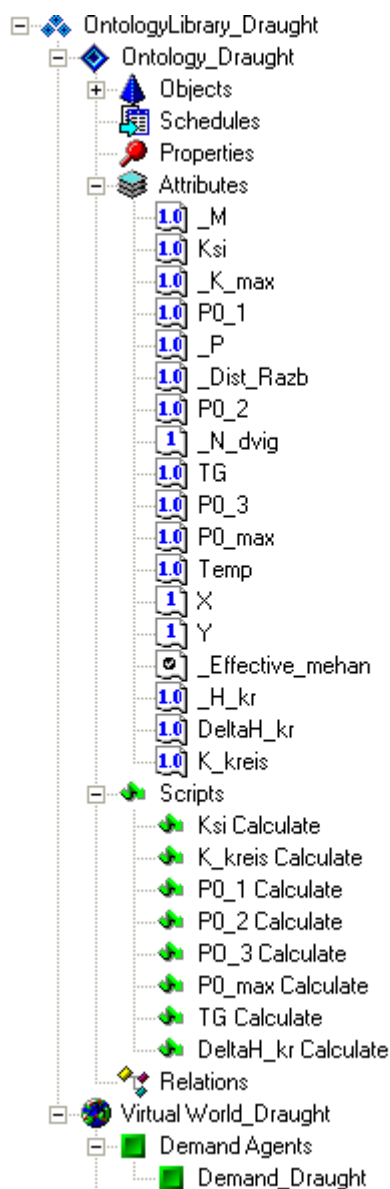 OntologyLibrary_Draught
Ontology_Draught
Objects
Schedules
Properties
Attributes
1.0 _M
1.0 Ksi
1.0 _K_max
1.0 P0_1
1.0 _P
1.0 _Dist_Razb
1.0 P0_2
1 _N_dvig
1.0 TG
1.0 P0_3
1.0 P0_max
1.0 Temp
1 X
1 Y
_Effective_mehan
1.0 _H_kr
1.0 DeltaH_kr
1.0 K_kreis
Scripts
Ksi Calculate
K_kreis Calculate
P0_1 Calculate
P0_2 Calculate
PO_3 Calculate
P0_max Calculate
TG Calculate
DeltaH_kr Calculate
Relations
Virtual World_Draught
Demand Agents
Demand_Draught